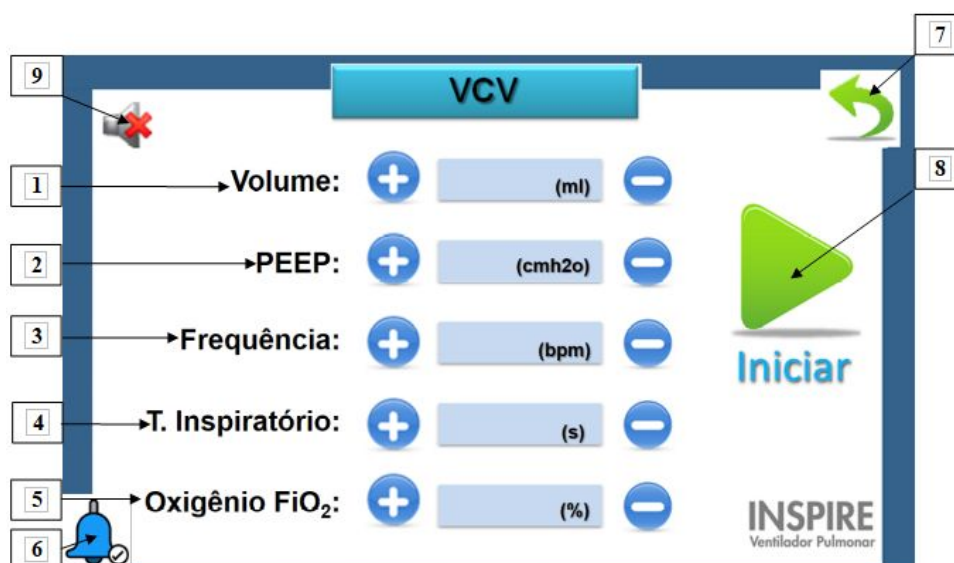 7
9
VCV
1
Volume:
(ml)
8
2
PEEP:
(cmh2o)
3
Frequência:
(bpm)
Iniciar
4
T. Inspiratório:
(s)
5
Oxigênio FiO₂:
(%)
6
INSPIRE
Ventilador Pulmonar